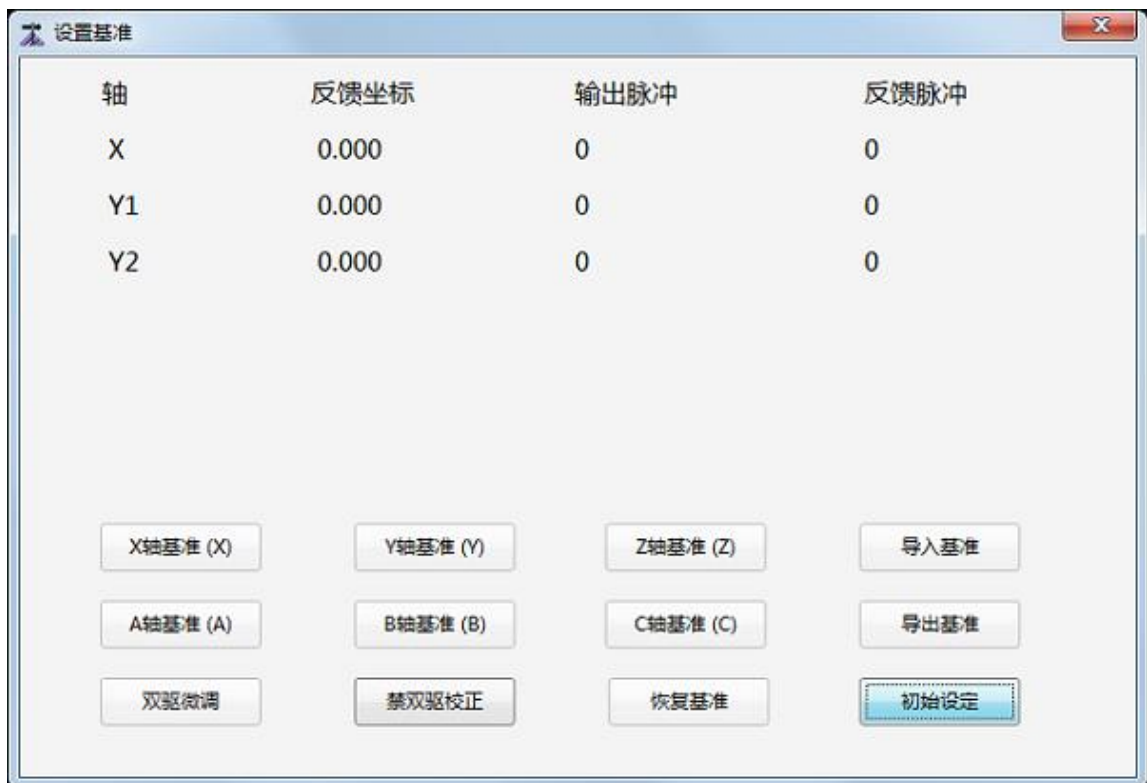 设置基准
轴 反馈坐标 输出脉冲 反馈脉冲
X 0.000 0 0
Y1 0.000 0 0
Y2 0.000 0 0
X轴基准 (X) Y轴基准 (Y) Z轴基准 (Z) 导入基准
A轴基准 (A) B轴基准 (B) C轴基准 (C) 导出基准
双驱微调 禁双驱校正 恢复基准 初始设定